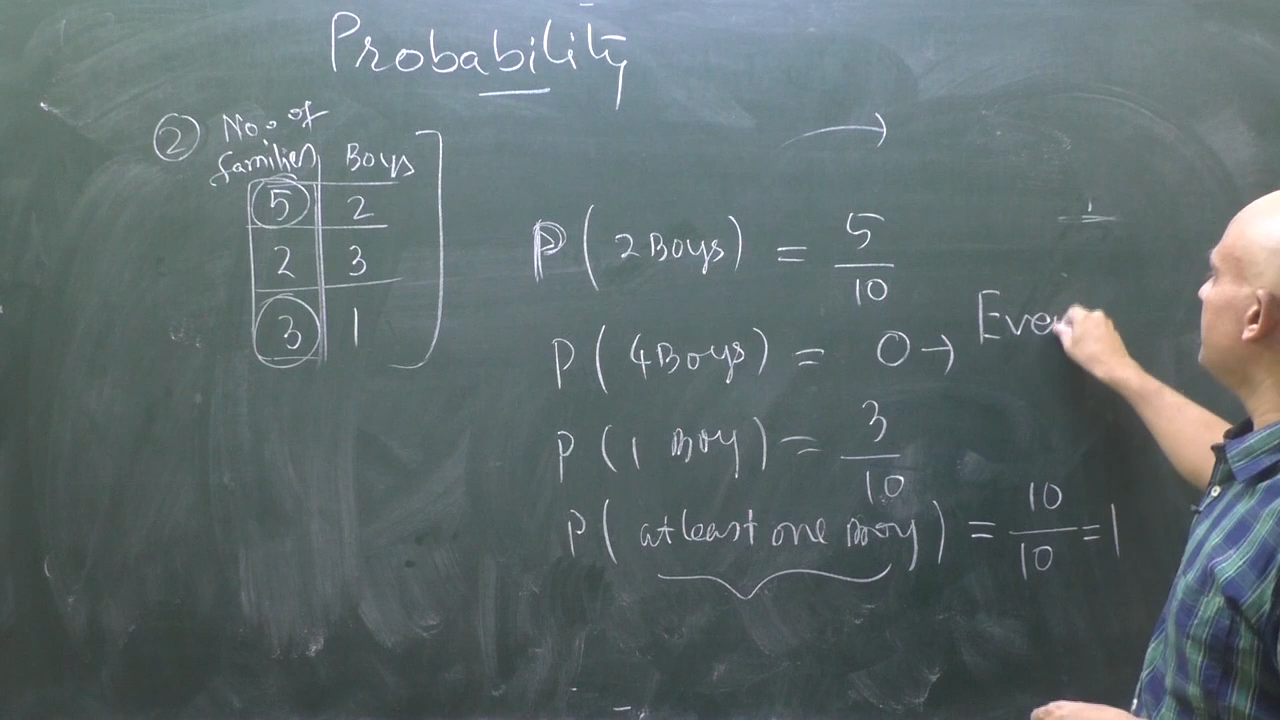 Probability
② No. of families | Boys
5 | 2
2 | 3
3 | 1
P ( 2 Boys ) = 5/10
P ( 4 Boys ) = 0 → Eve
P ( 1 Boy ) = 3/10
P ( atleast one boy ) = 10/10 = 1